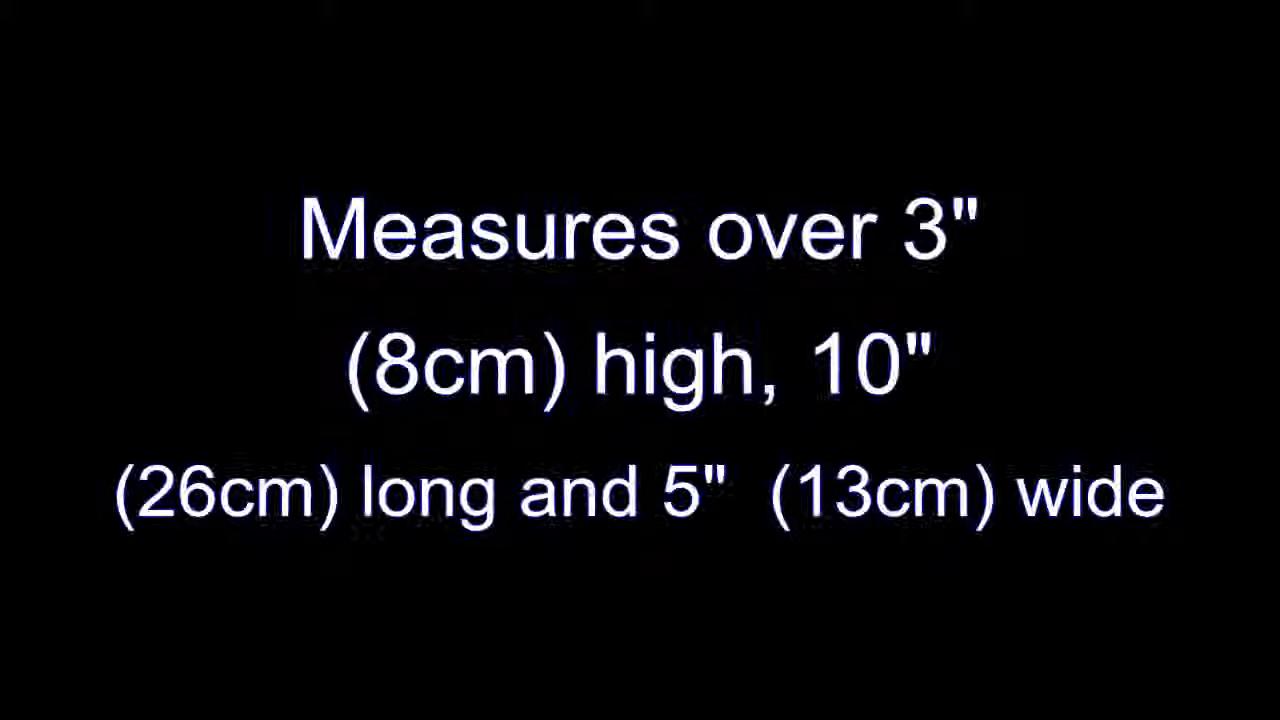 Measures over 3"
(8cm) high, 10"
(26cm) long and 5"  (13cm) wide